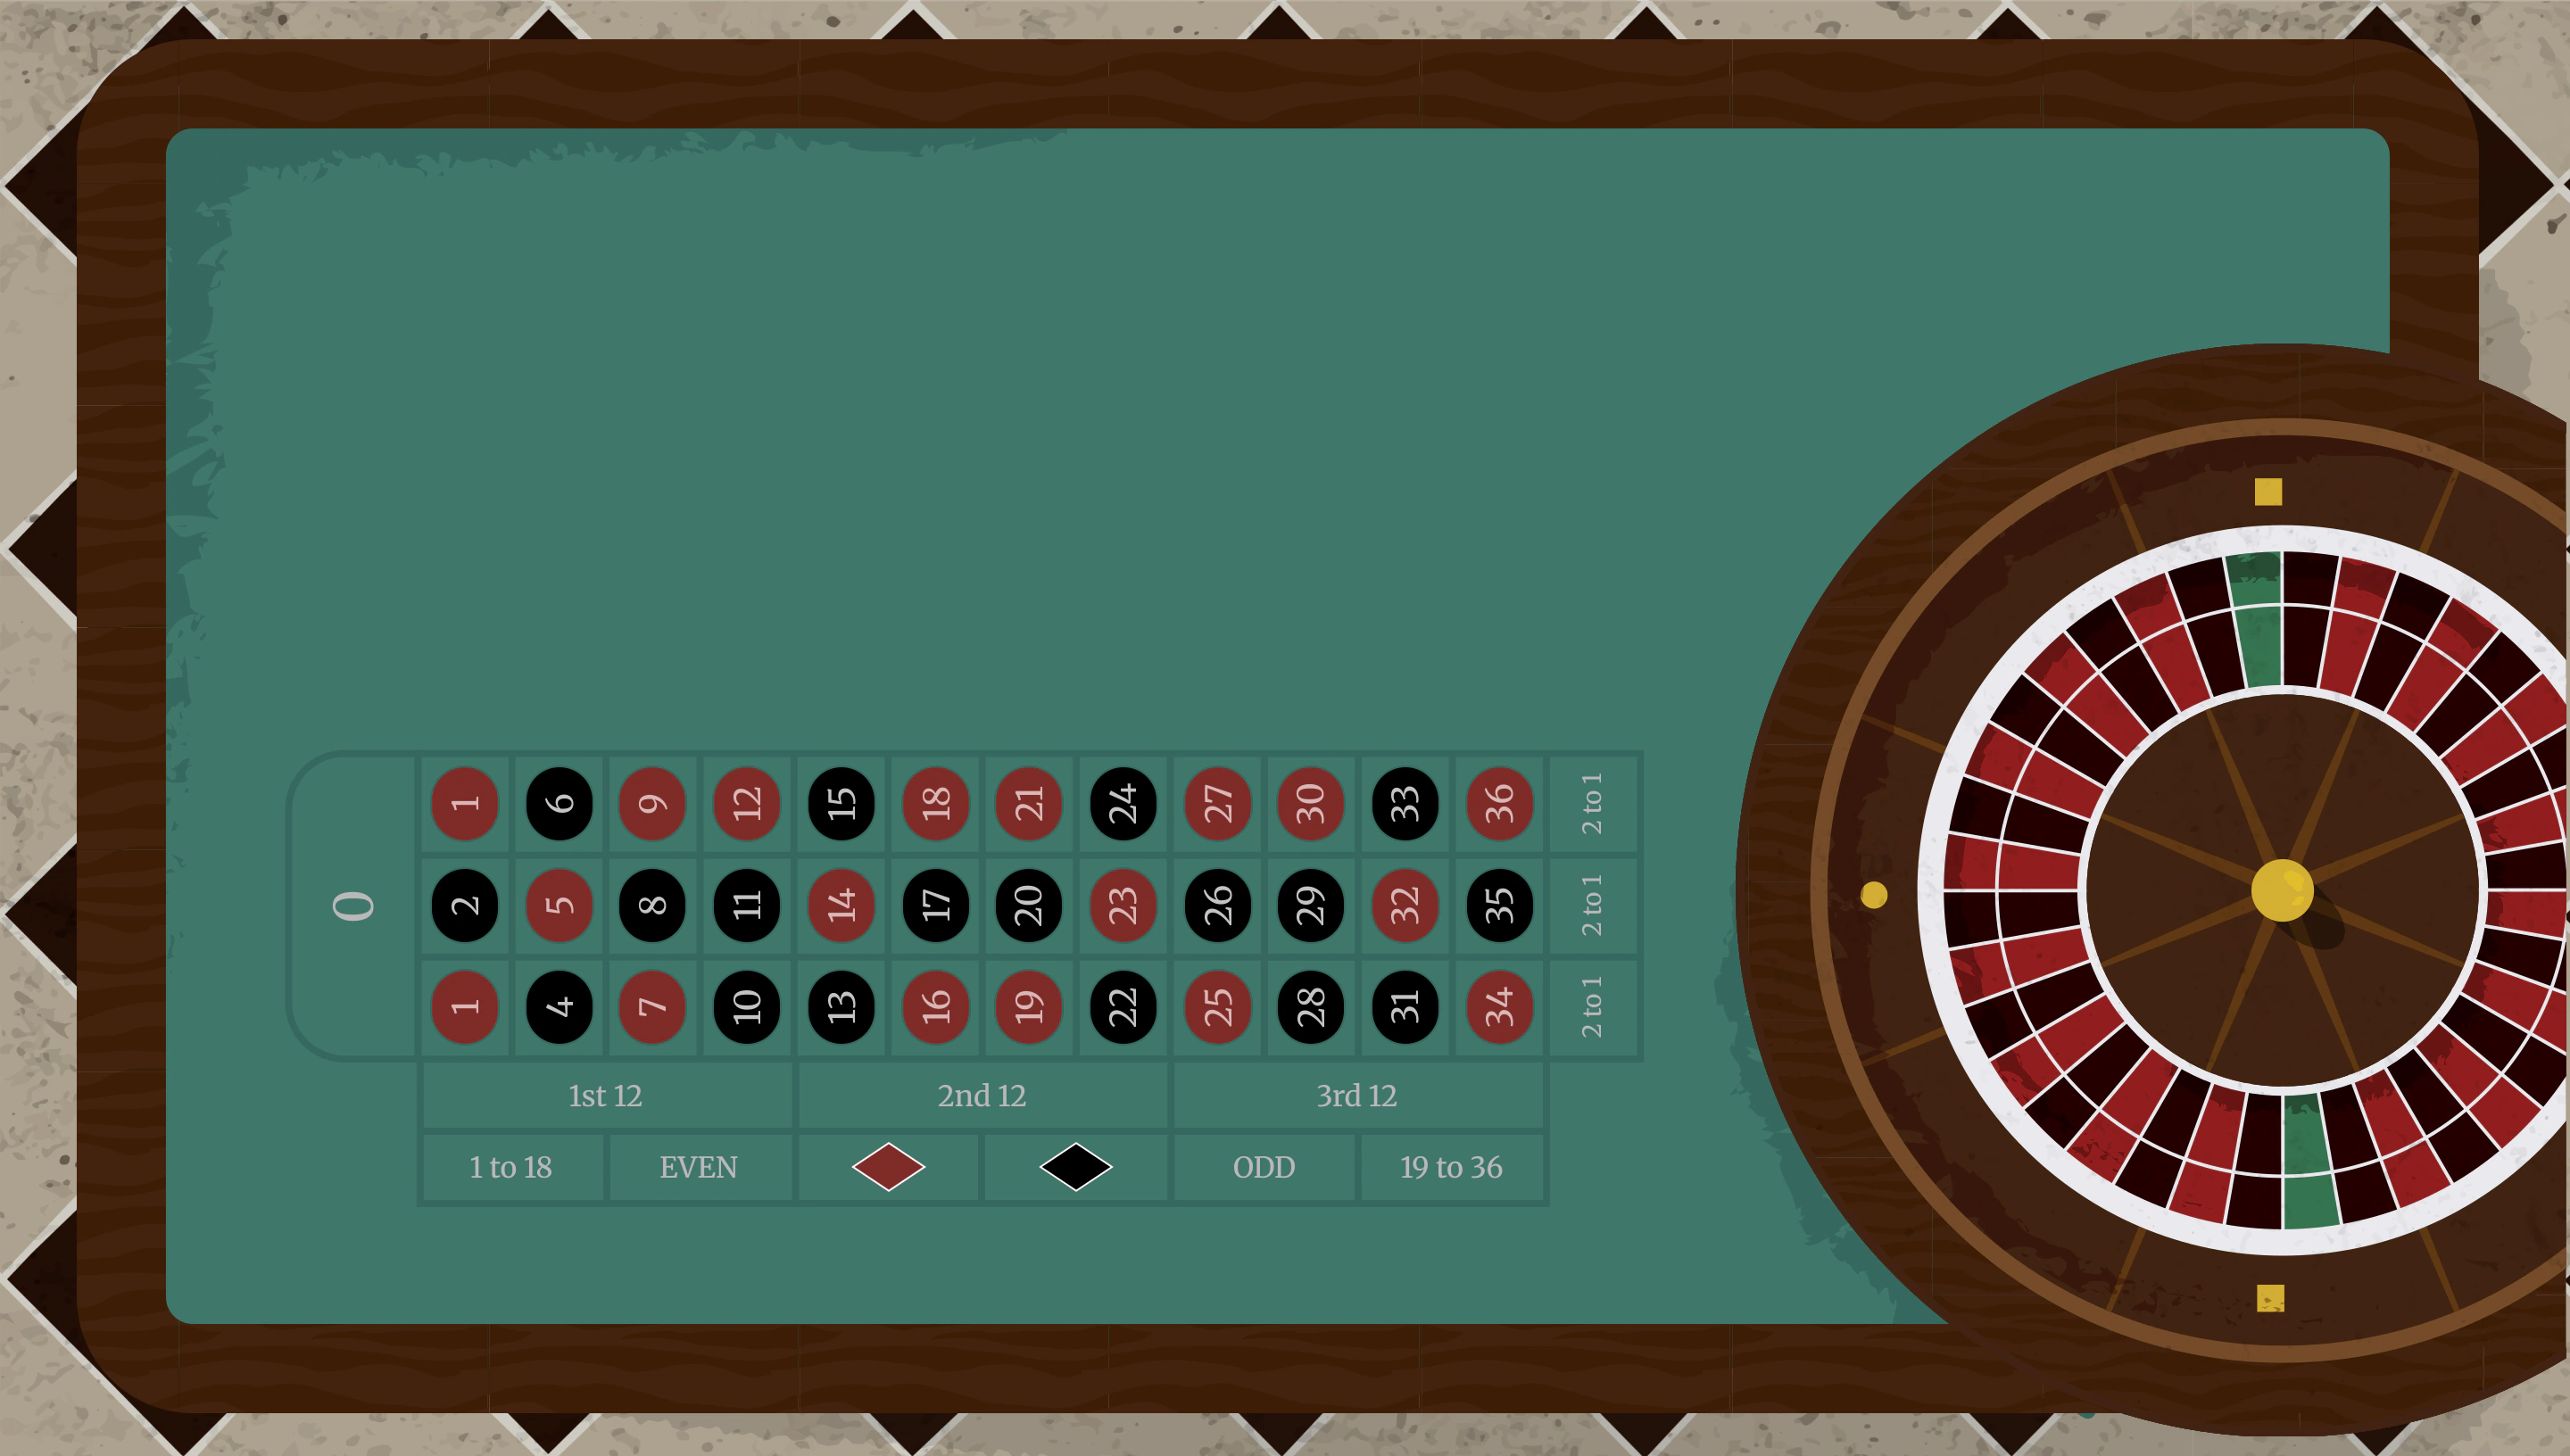 0
1 6 9 12 15 18 21 24 27 30 33 36 2 to 1
2 5 8 11 14 17 20 23 26 29 32 35 2 to 1
1 4 7 10 13 16 19 22 25 28 31 34 2 to 1
1st 12 2nd 12 3rd 12
1 to 18 EVEN ODD 19 to 36